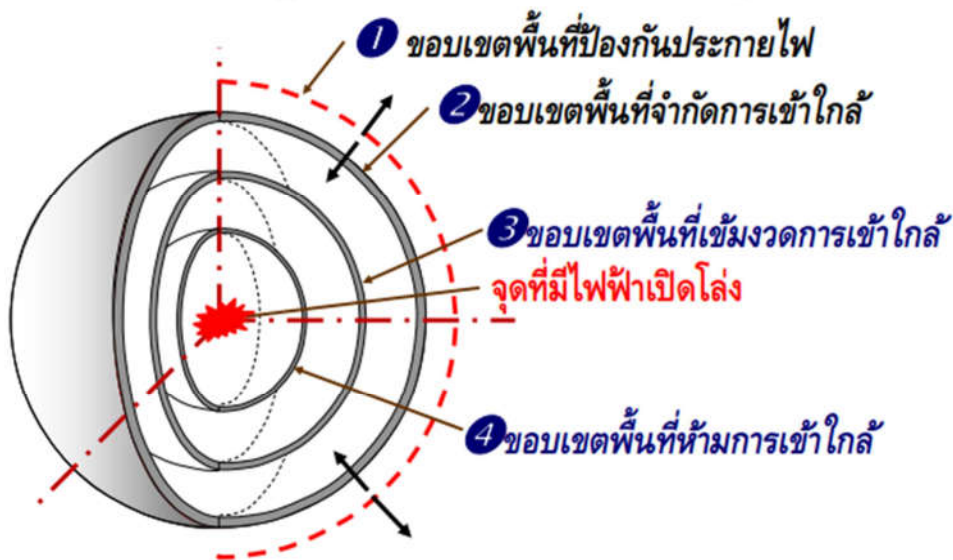 1 ขอบเขตพื้นที่ป้องกันประกายไฟ
2 ขอบเขตพื้นที่จำกัดการเข้าใกล้
3 ขอบเขตพื้นที่เข้มงวดการเข้าใกล้
จุดที่มีไฟฟ้าเปิดโล่ง
4 ขอบเขตพื้นที่ห้ามการเข้าใกล้